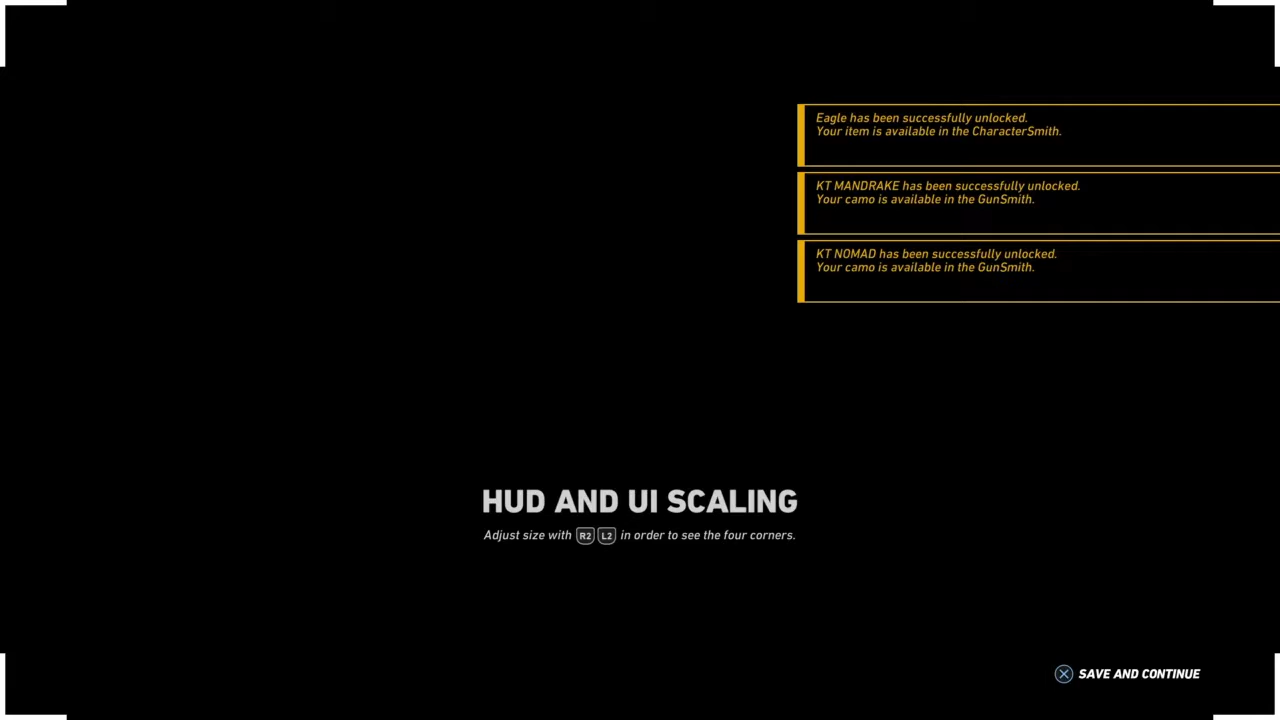 Eagle has been successfully unlocked.
Your item is available in the CharacterSmith.
KT MANDRAKE has been successfully unlocked.
Your camo is available in the GunSmith.
KT NOMAD has been successfully unlocked.
Your camo is available in the GunSmith.
HUD AND UI SCALING
Adjust size with R2 L2 in order to see the four corners.
SAVE AND CONTINUE